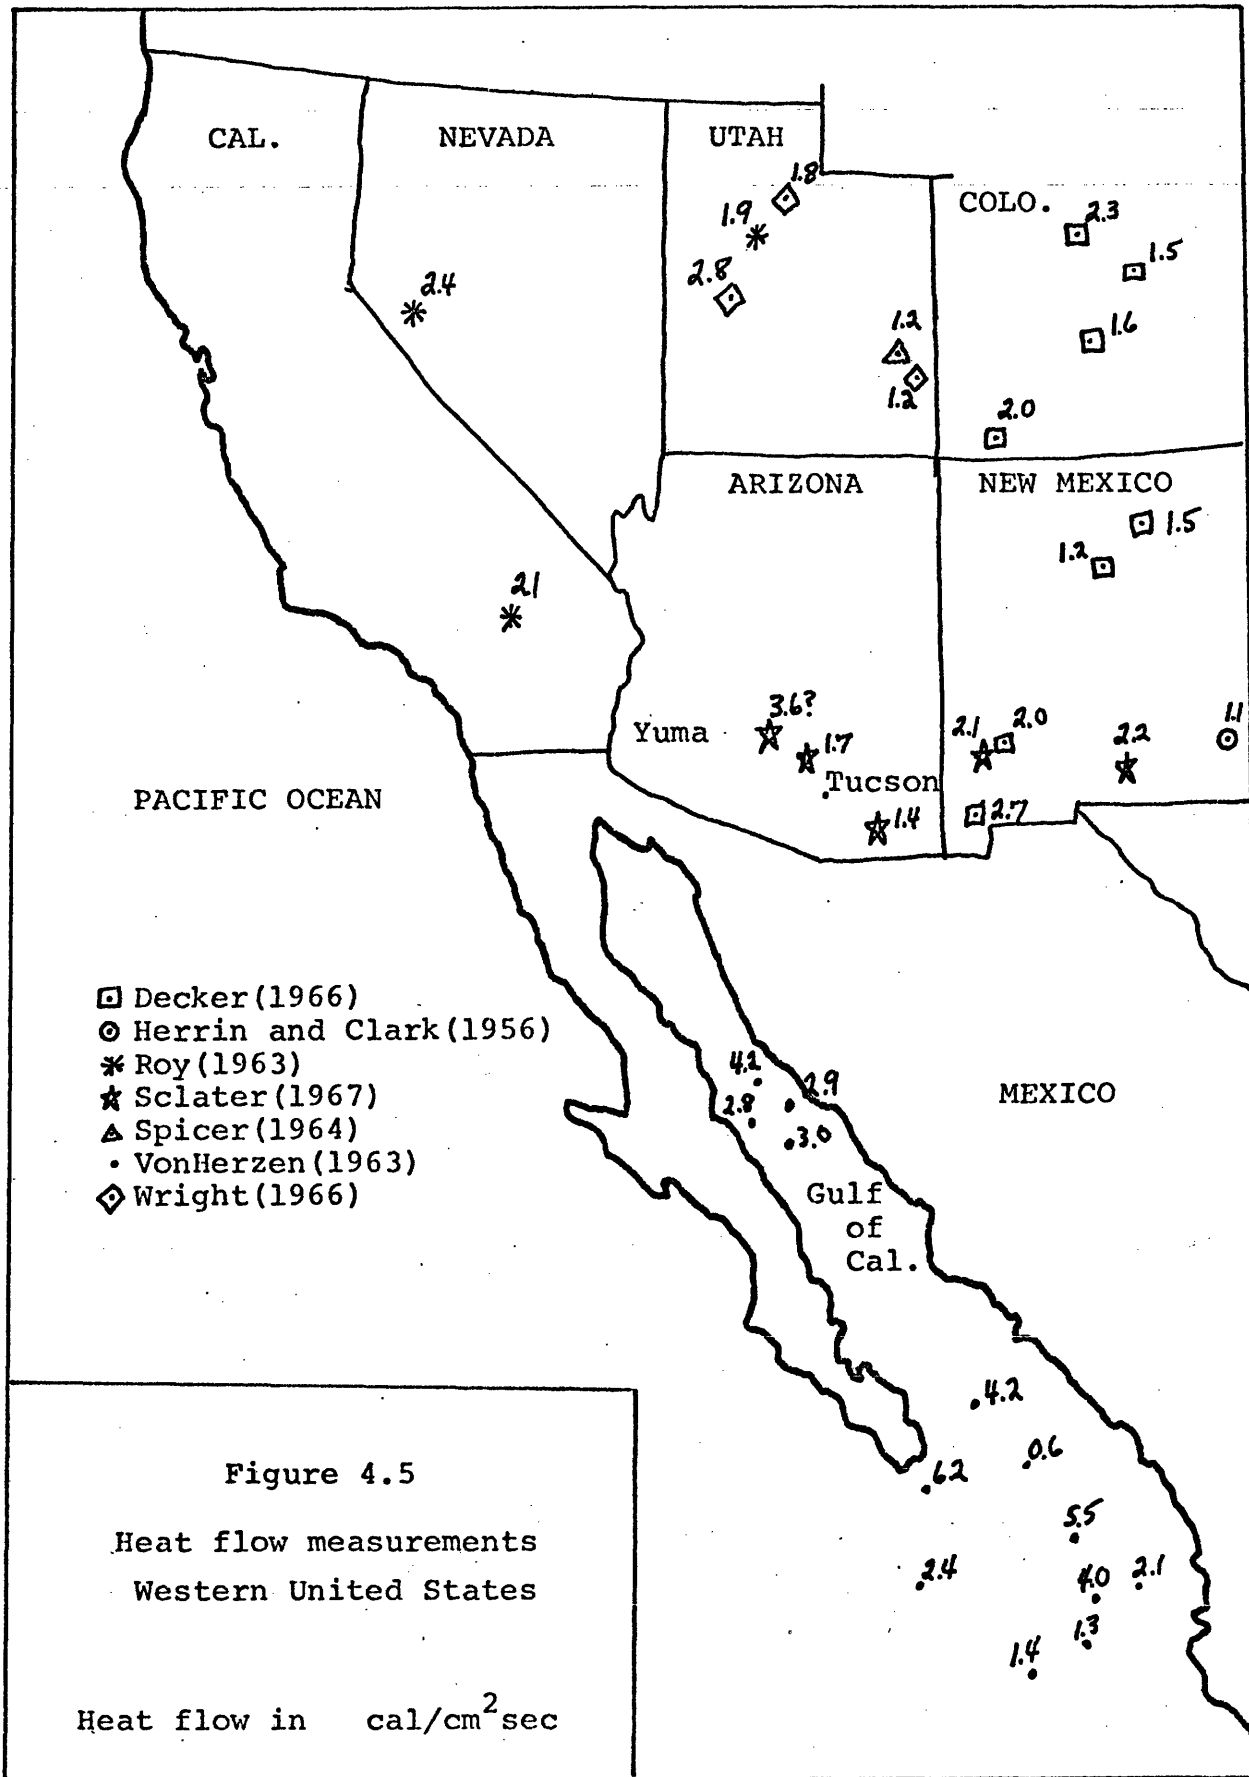 CAL.
NEVADA
UTAH
1.8
1.9
COLO.
2.3
2.8
2.4
1.5
1.2
1.6
1.2
2.0
ARIZONA
NEW MEXICO
1.5
1.2
21
3.6?
Yuma
1.7
2.1
2.0
2.2
1.1
Tucson
PACIFIC OCEAN
1.4
2.7
Decker(1966)
Herrin and Clark(1956)
Roy(1963)
Sclater(1967)
Spicer(1964)
VonHerzen(1963)
Wright(1966)
4.2
2.9
2.8
3.0
MEXICO
Gulf
of
Cal.
4.2
0.6
6.2
5.5
2.4
4.0
2.1
1.3
1.4
Figure 4.5
Heat flow measurements
Western United States
Heat flow in cal/cm²sec